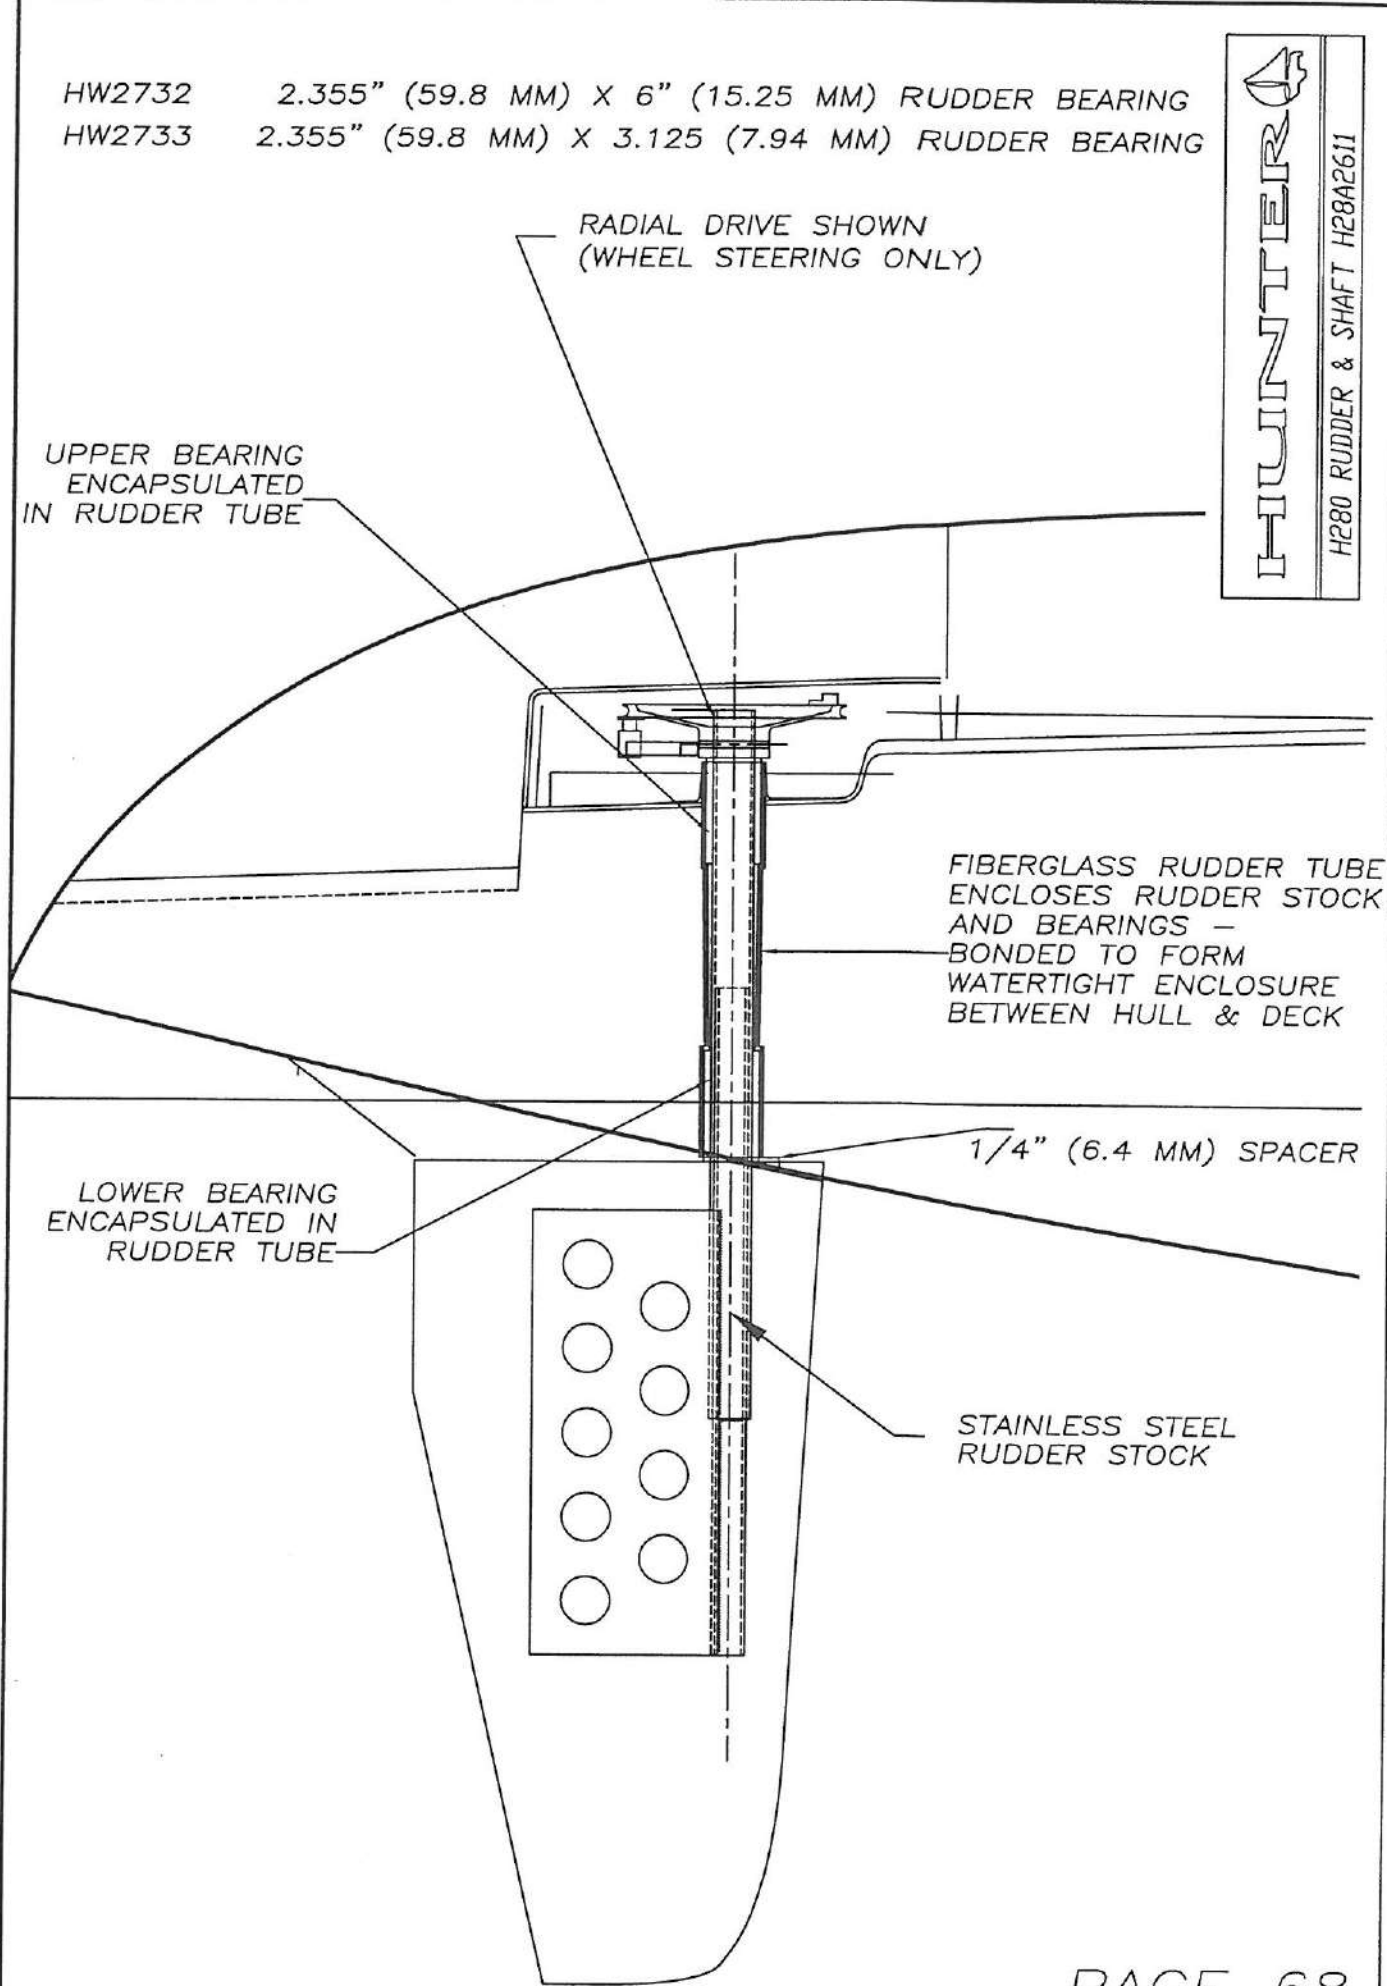 HW2732 2.355" (59.8 MM) X 6" (15.25 MM) RUDDER BEARING
HW2733 2.355" (59.8 MM) X 3.125 (7.94 MM) RUDDER BEARING
HUNTER
H280 RUDDER & SHAFT H28A2611
RADIAL DRIVE SHOWN
(WHEEL STEERING ONLY)
UPPER BEARING
ENCAPSULATED
IN RUDDER TUBE
FIBERGLASS RUDDER TUBE
ENCLOSES RUDDER STOCK
AND BEARINGS –
BONDED TO FORM
WATERTIGHT ENCLOSURE
BETWEEN HULL & DECK
1/4" (6.4 MM) SPACER
LOWER BEARING
ENCAPSULATED IN
RUDDER TUBE
STAINLESS STEEL
RUDDER STOCK
PAGE 68